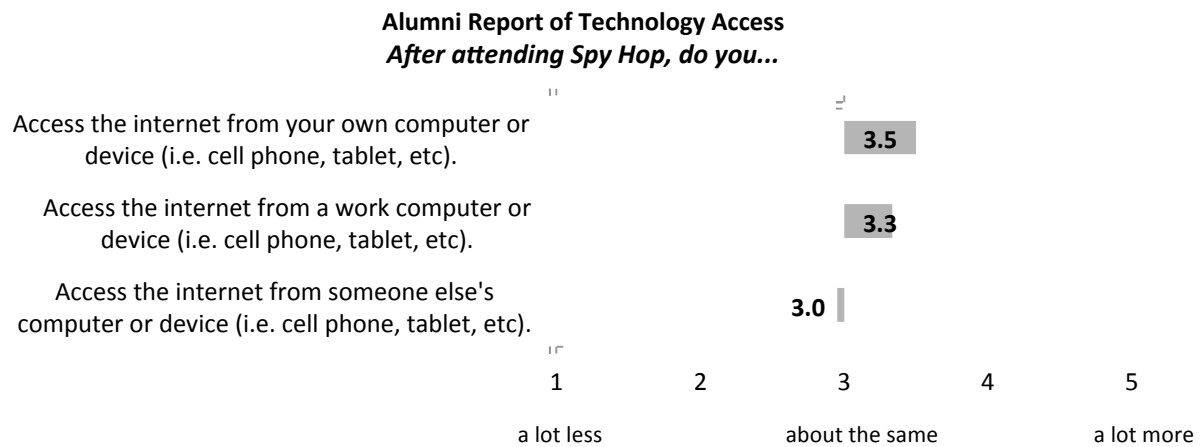 Alumni Report of Technology Access
After attending Spy Hop, do you...
Access the internet from your own computer or
device (i.e. cell phone, tablet, etc).
3.5
Access the internet from a work computer or
device (i.e. cell phone, tablet, etc).
3.3
Access the internet from someone else's
computer or device (i.e. cell phone, tablet, etc).
3.0
1 2 3 4 5
a lot less about the same a lot more